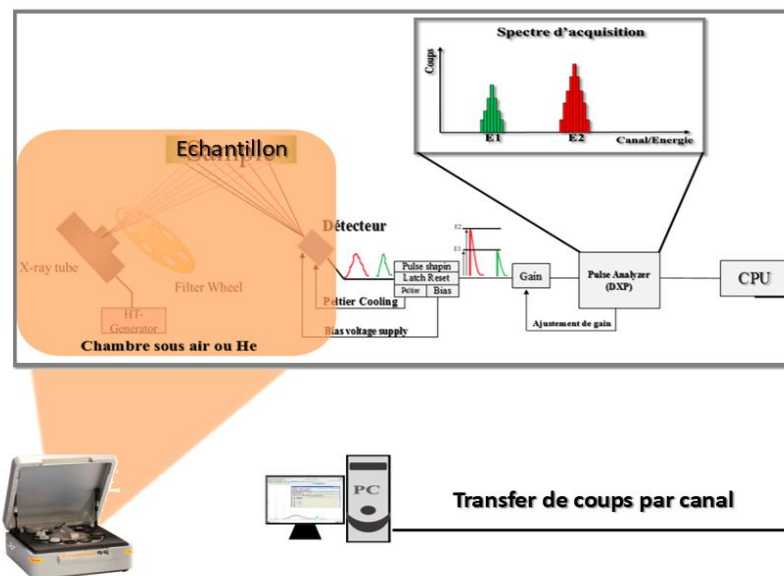 Spectre d'acquisition
Coups
E1
E2
Canal/Energie
Echantillon
Sample
Détecteur
X-ray tube
Filter Wheel
HT-
Generator
Chambre sous air ou He
E2
E1
Pulse shapin
Latch Reset
Peltier
Bias
Peltier Cooling
Bias voltage supply
Gain
Ajustement de gain
Pulse Analyzer
(DXP)
CPU
PC
Transfer de coups par canal